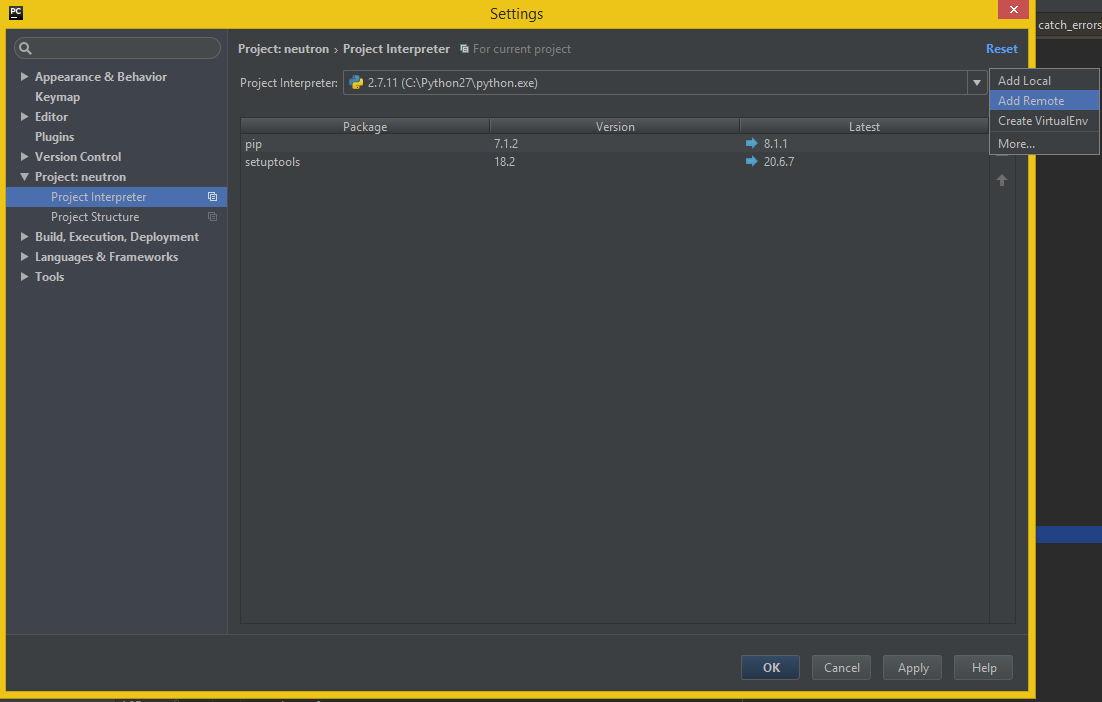 PC
Settings
catch_errors
Project: neutron › Project Interpreter For current project
Reset
Appearance & Behavior
Keymap
Editor
Plugins
Version Control
Project: neutron
Project Interpreter
Project Structure
Build, Execution, Deployment
Languages & Frameworks
Tools
Project Interpreter: 2.7.11 (C:\Python27\python.exe)
Add Local
Add Remote
Create VirtualEnv
More...
Package Version Latest
pip 7.1.2 8.1.1
setuptools 18.2 20.6.7
OK Cancel Apply Help